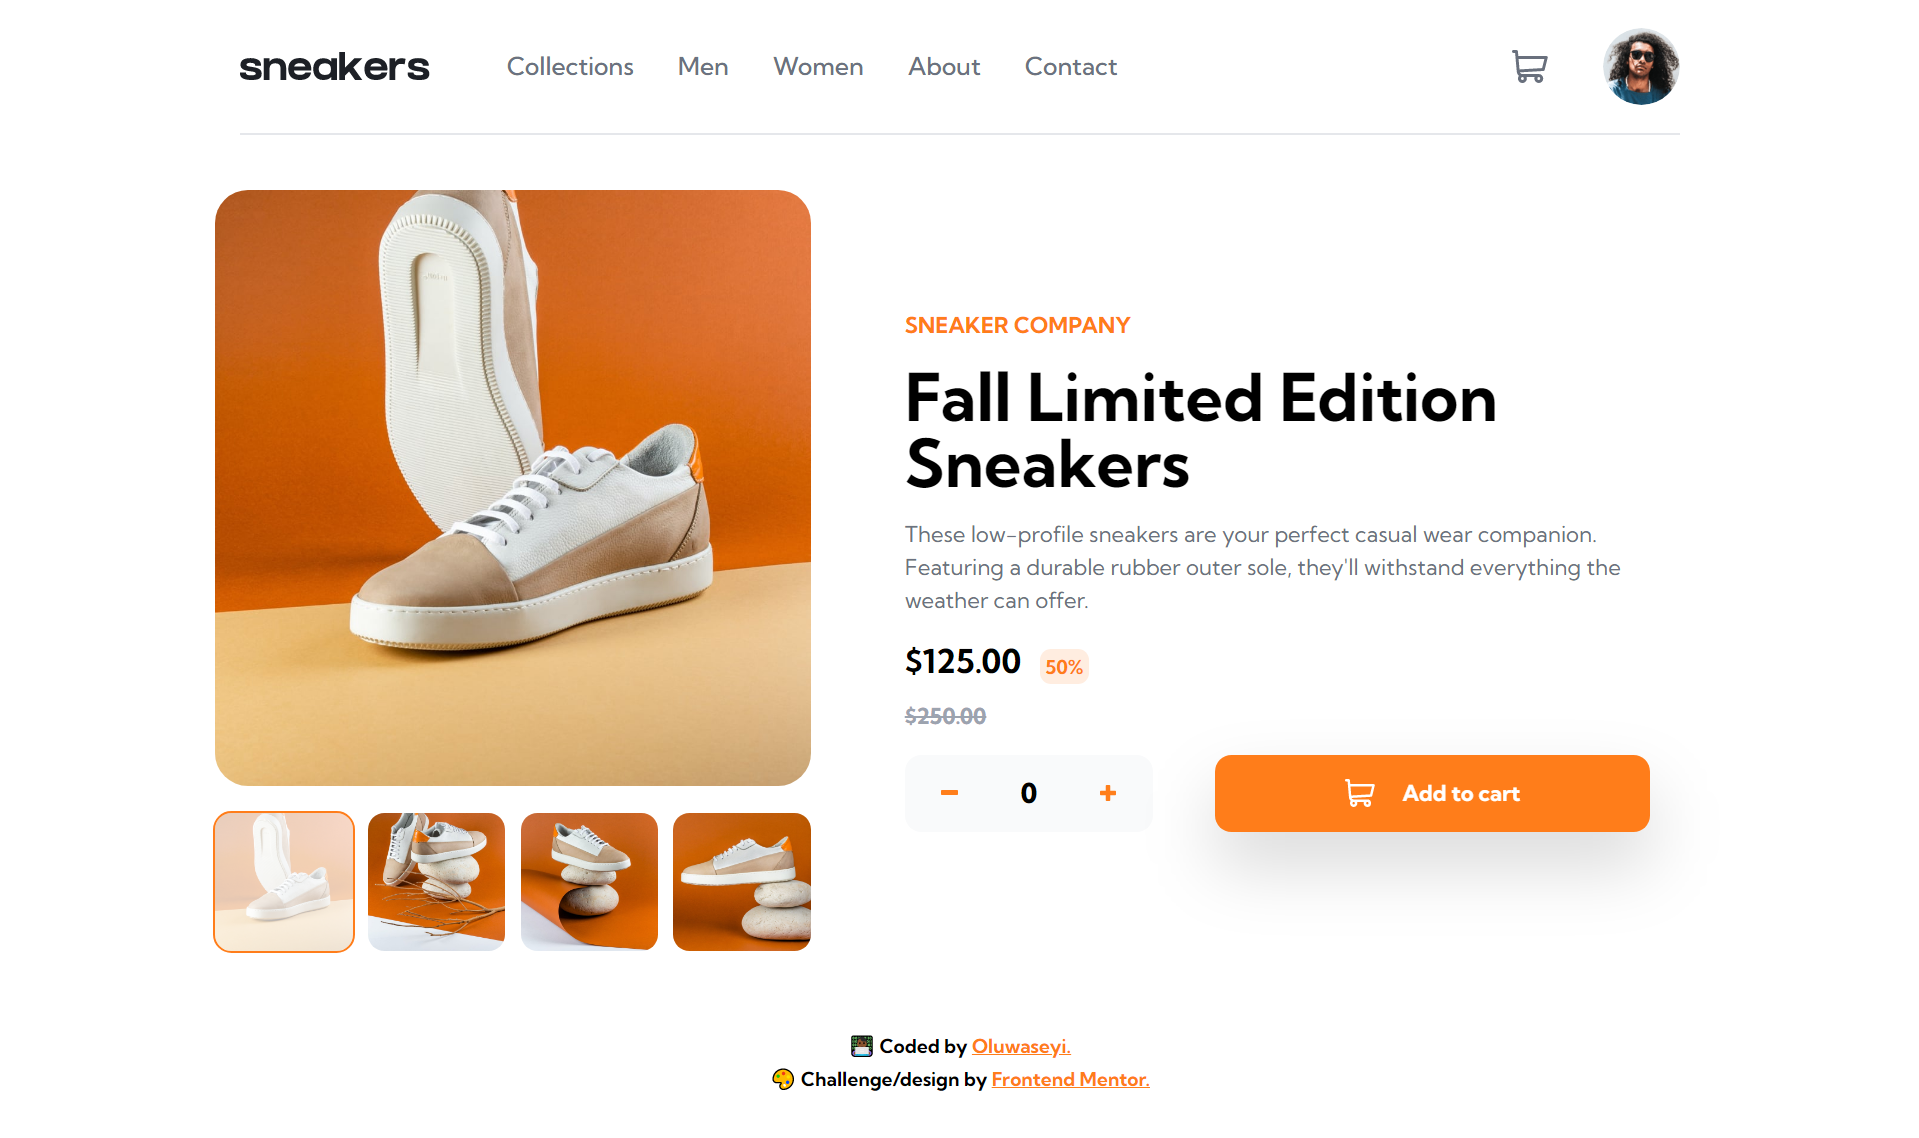 sneakers
Collections Men Women About Contact
SNEAKER COMPANY
Fall Limited Edition
Sneakers
These low-profile sneakers are your perfect casual wear companion.
Featuring a durable rubber outer sole, they'll withstand everything the
weather can offer.
$125.00 50%
$250.00
0
Add to cart
Coded by Oluwaseyi.
Challenge/design by Frontend Mentor.